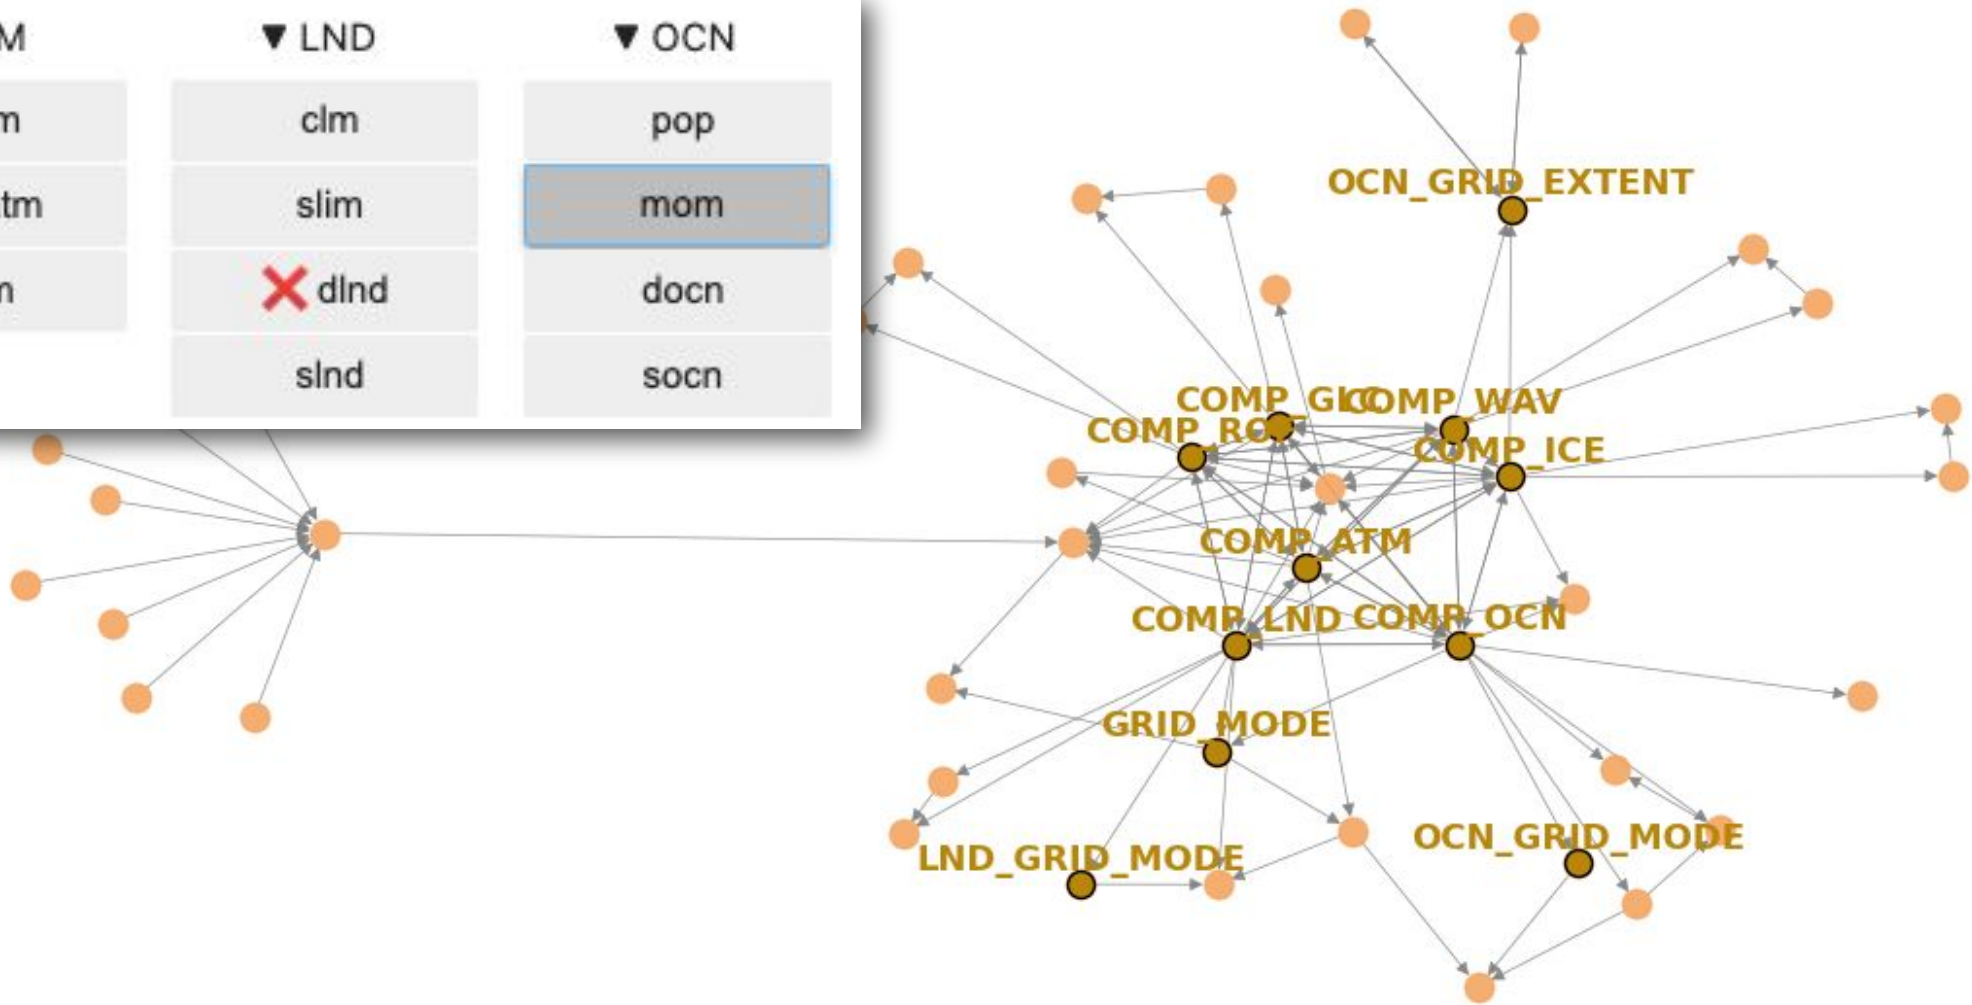 M
▼ LND
▼ OCN
m
clm
pop
tm
slim
mom
m
❌ dlnd
docn
slnd
socn
OCN_GRID_EXTENT
COMP_GLC
COMP_WAV
COMP_ROF
COMP_ICE
COMP_ATM
COMP_LND
COMP_OCN
GRID_MODE
OCN_GRID_MODE
LND_GRID_MODE